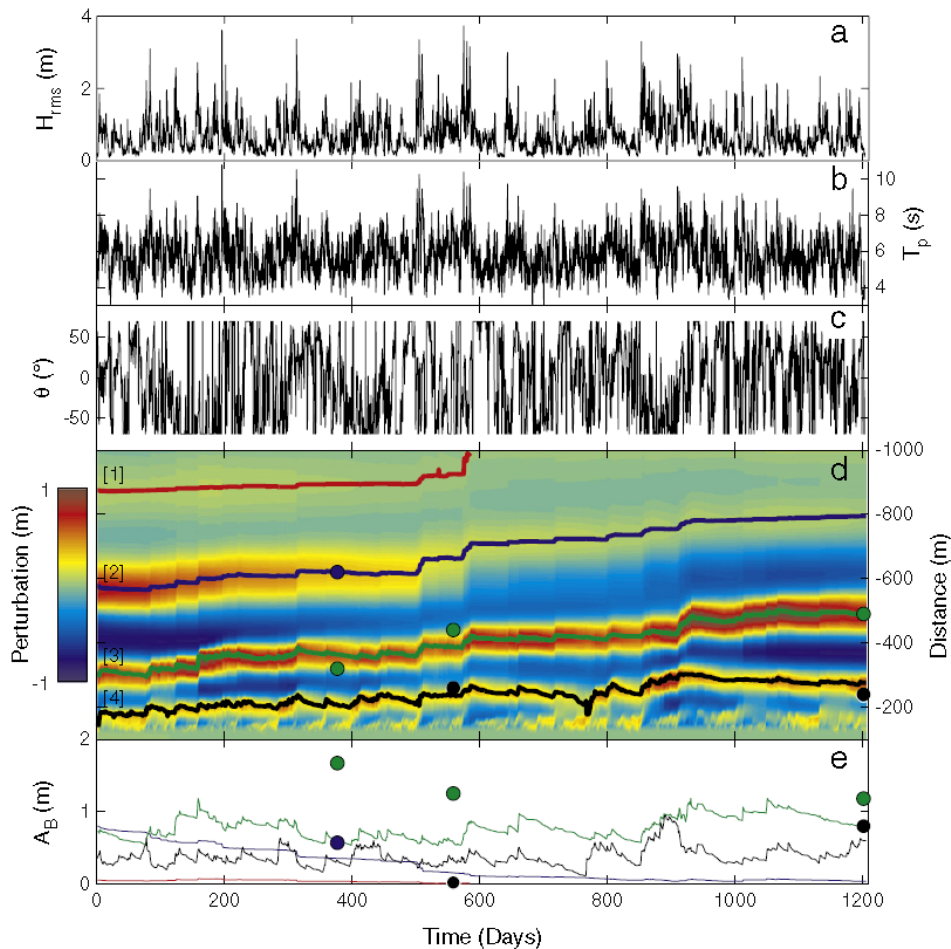 a
4
2
0
H_rms (m)
b
10
8
6
4
T_p (s)
c
50
0
-50
θ (°)
d
[1]
[2]
[3]
[4]
1
-1
Perturbation (m)
-1000
-800
-600
-400
-200
Distance (m)
e
2
1
0
A_B (m)
0 200 400 600 800 1000 1200
Time (Days)